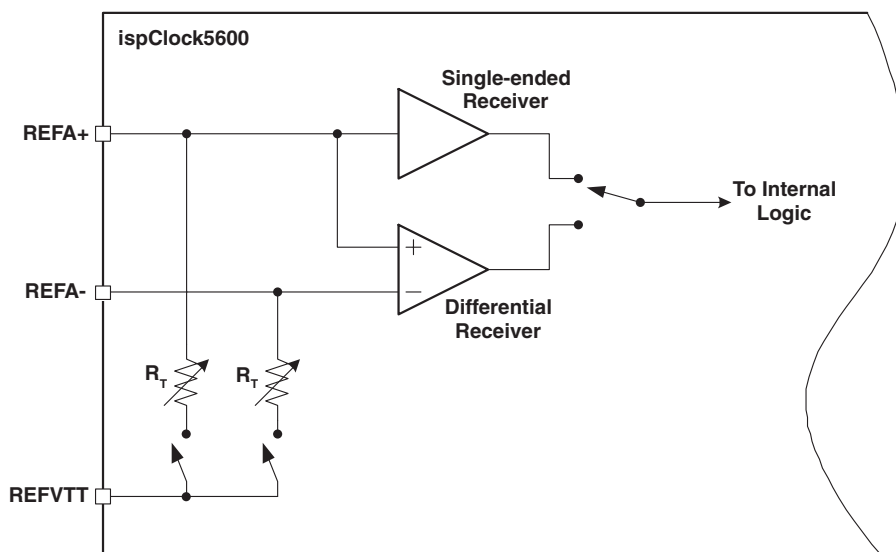 ispClock5600
Single-ended
Receiver
REFA+
To Internal
Logic
+
REFA-
−
Differential
Receiver
RT
RT
REFVTT